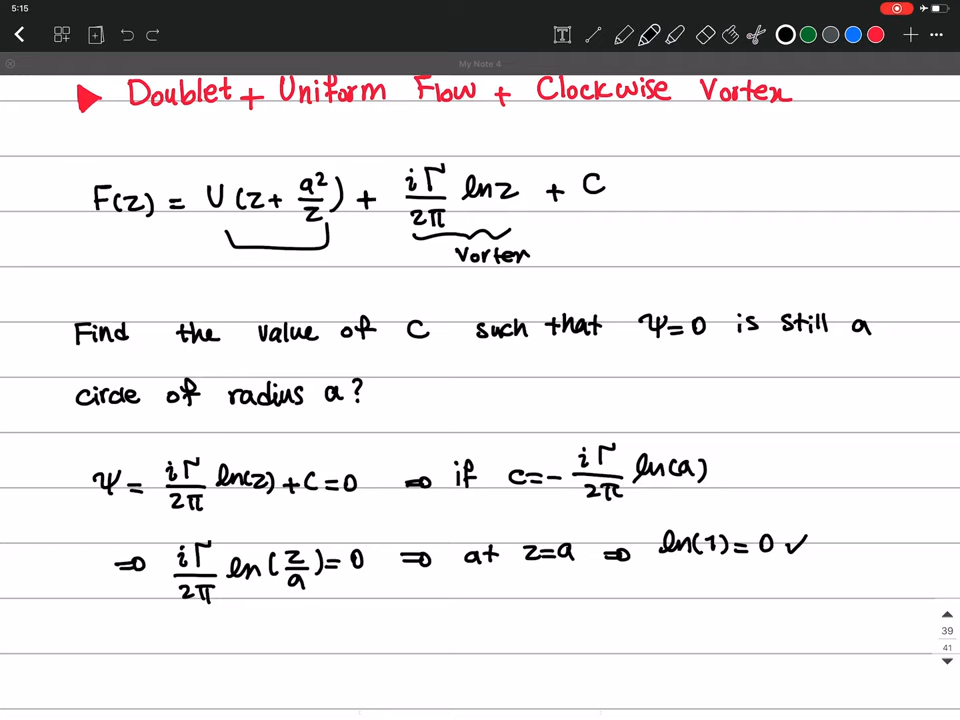 5:15
My Note 4
Doublet + Uniform Flow + Clockwise Vortex
F(z) = U(z + a²/z) + iΓ/2π ln z + C
Vortex
Find the value of C such that Ψ=0 is still a
circle of radius a?
Ψ = iΓ/2π ln(z) + C = 0 ⇒ if C = - iΓ/2π ln(a)
⇒ iΓ/2π ln(z/a) = 0 ⇒ at z=a ⇒ ln(1) = 0 ✓
39
41